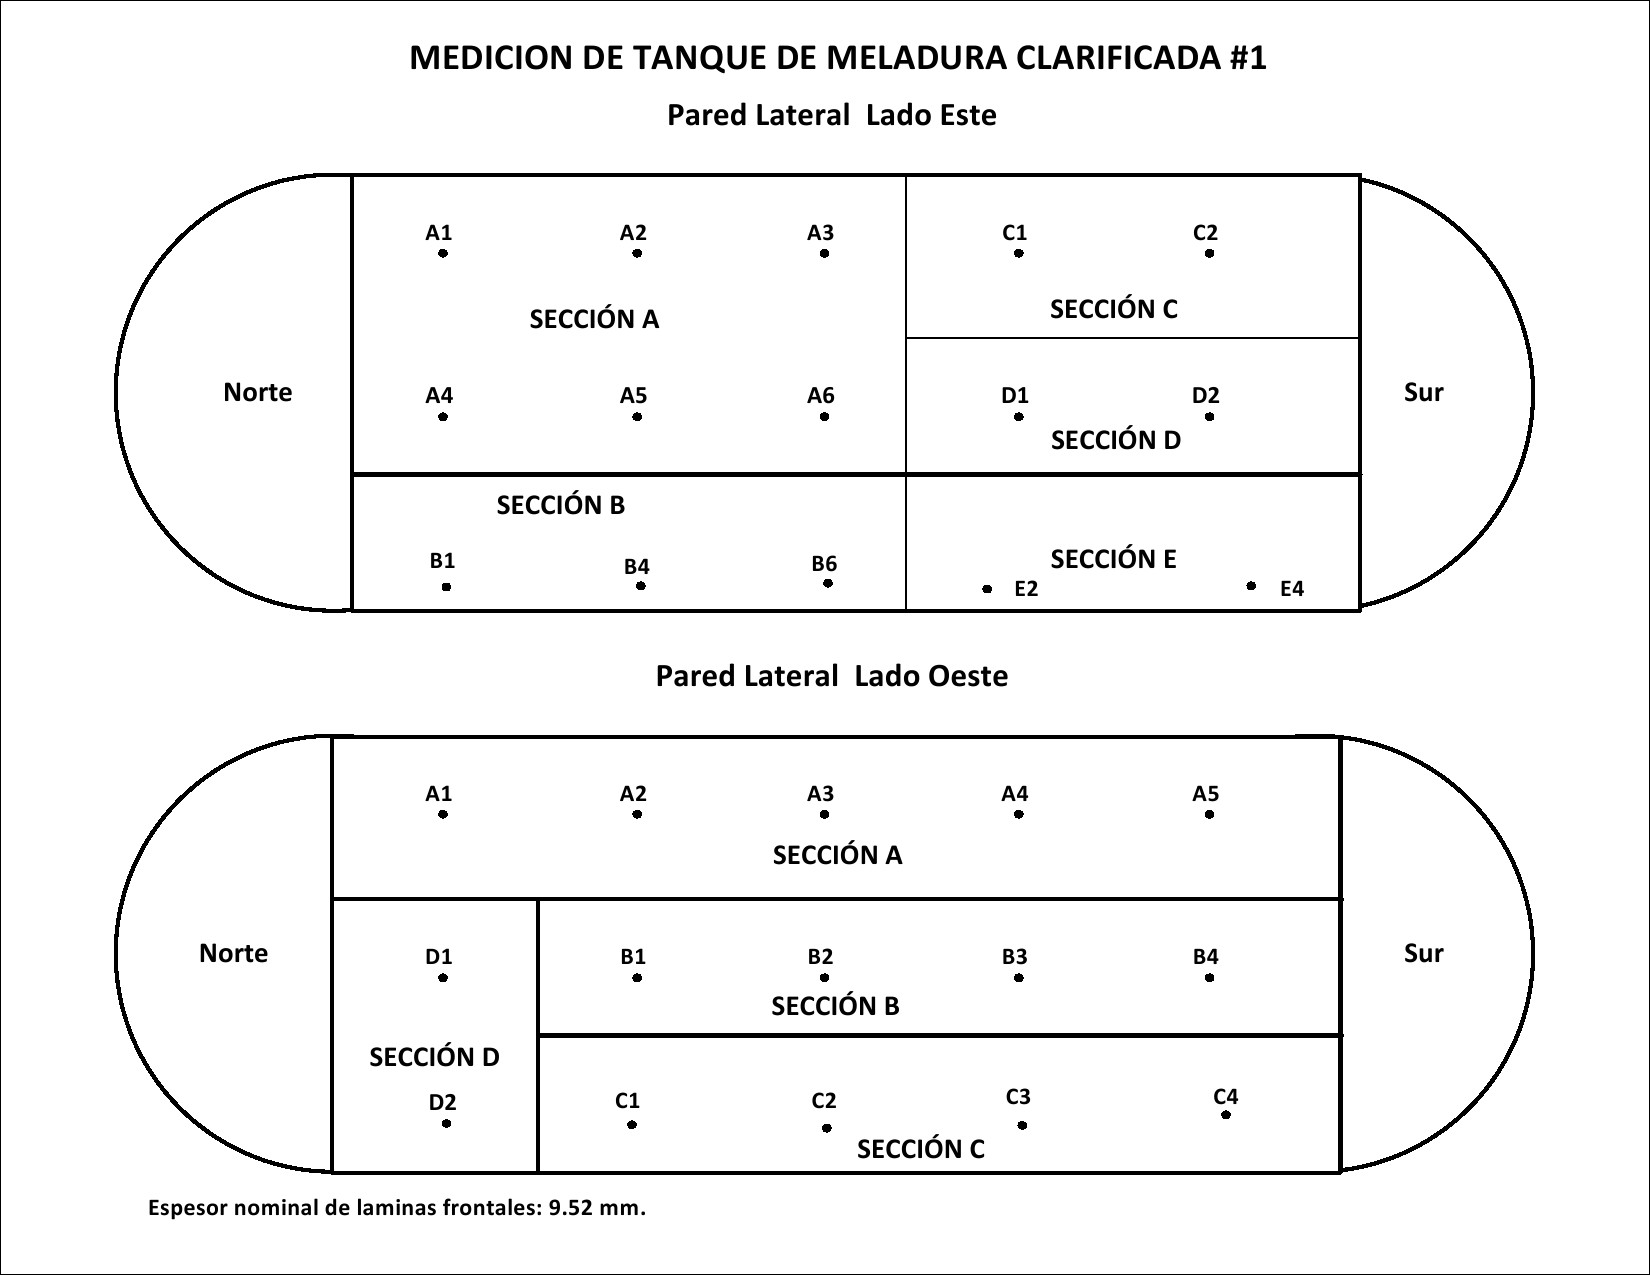 MEDICION DE TANQUE DE MELADURA CLARIFICADA #1
Pared Lateral Lado Este
A1 A2 A3 C1 C2
SECCIÓN A SECCIÓN C
Norte A4 A5 A6 D1 D2 Sur
SECCIÓN D
SECCIÓN B
B1 B4 B6 SECCIÓN E
E2 E4
Pared Lateral Lado Oeste
A1 A2 A3 A4 A5
SECCIÓN A
Norte D1 B1 B2 B3 B4 Sur
SECCIÓN B
SECCIÓN D
D2 C1 C2 C3 C4
SECCIÓN C
Espesor nominal de laminas frontales: 9.52 mm.